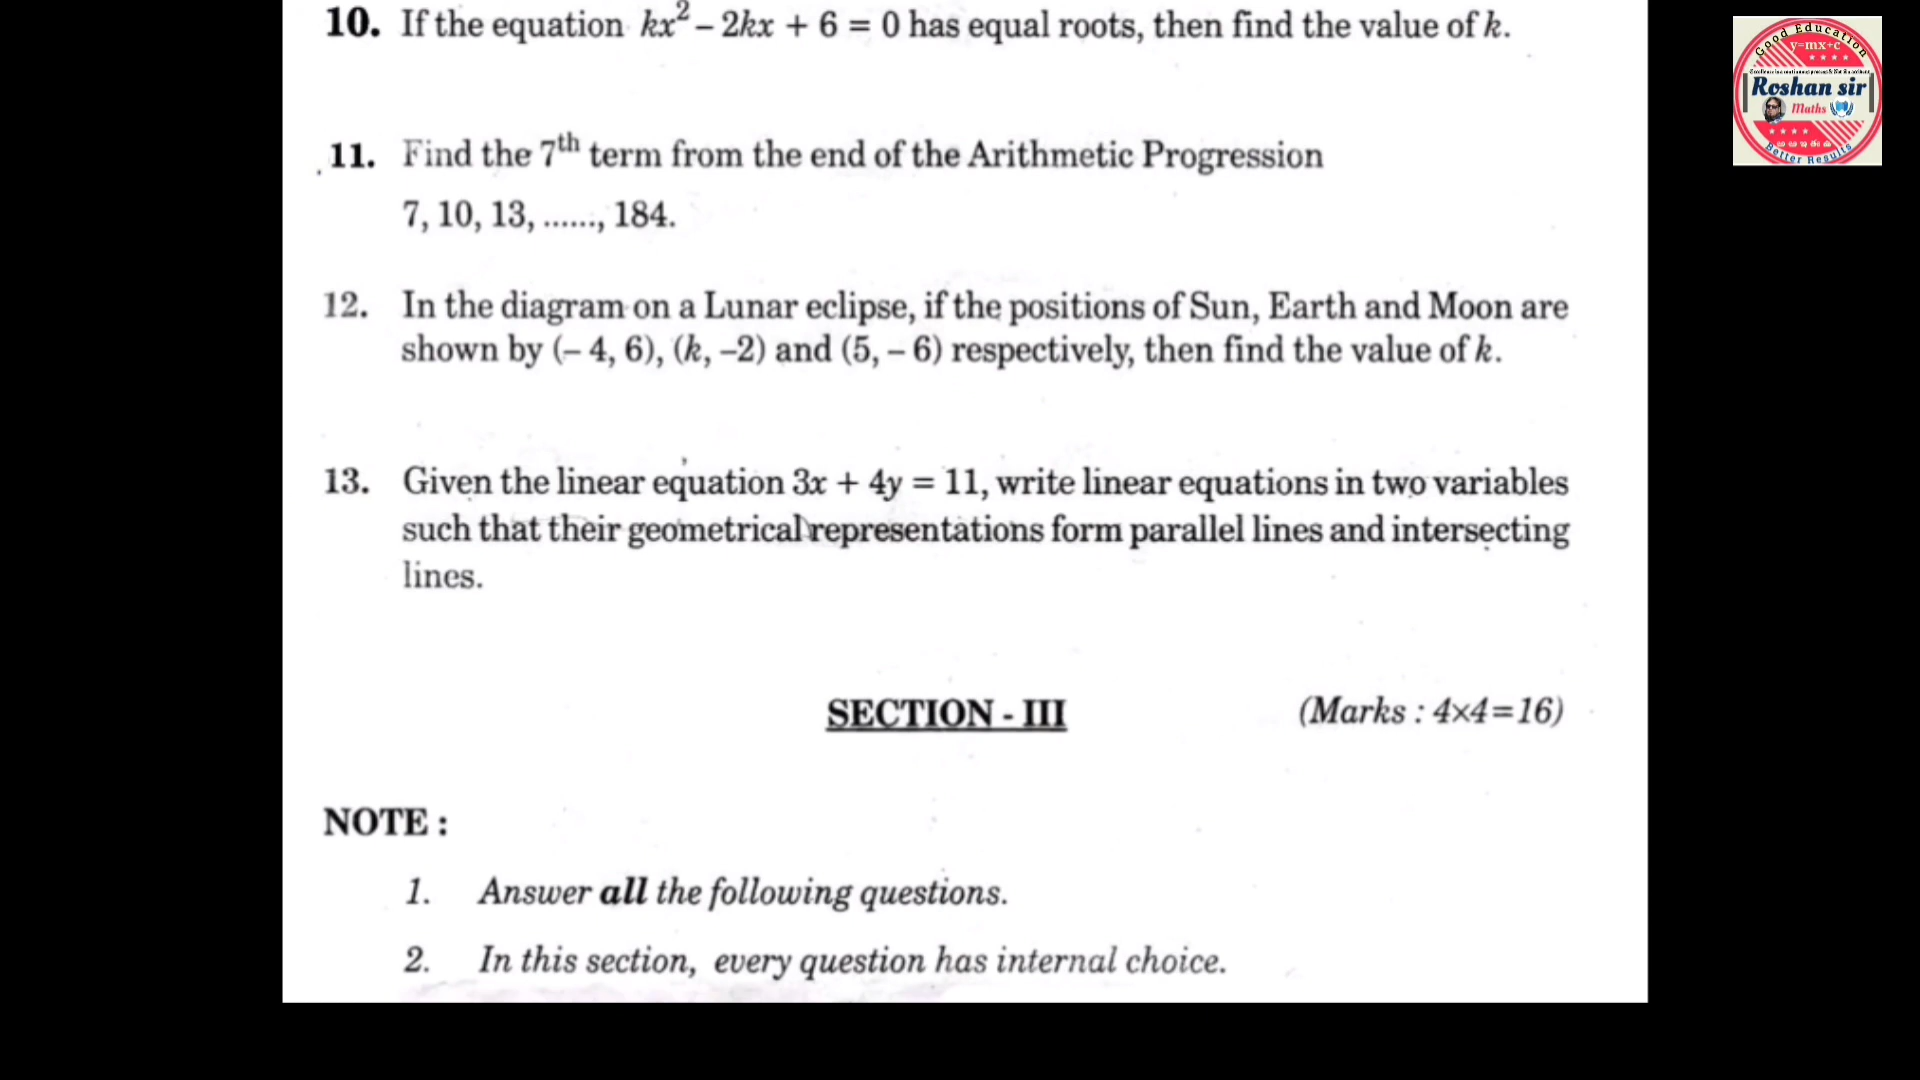 10. If the equation kx² – 2kx + 6 = 0 has equal roots, then find the value of k.
11. Find the 7th term from the end of the Arithmetic Progression
7, 10, 13, ......, 184.
12. In the diagram on a Lunar eclipse, if the positions of Sun, Earth and Moon are
shown by (– 4, 6), (k, –2) and (5, – 6) respectively, then find the value of k.
13. Given the linear equation 3x + 4y = 11, write linear equations in two variables
such that their geometrical representations form parallel lines and intersecting
lines.
SECTION - III
(Marks : 4×4=16)
NOTE :
1. Answer all the following questions.
2. In this section, every question has internal choice.
Good Education
y=mx+c
Roshan sir
Maths
Better Results